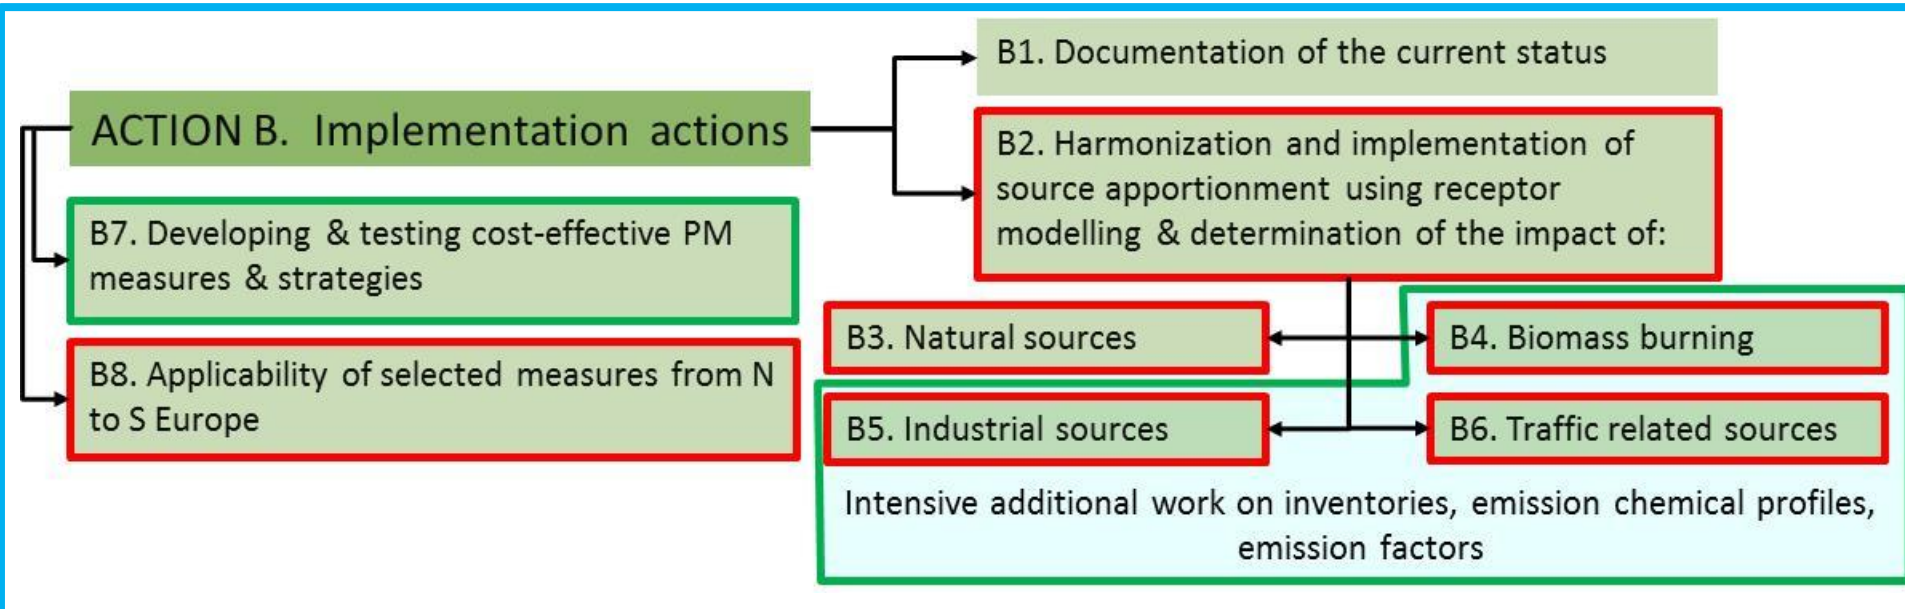 ACTION B. Implementation actions
B1. Documentation of the current status
B2. Harmonization and implementation of
source apportionment using receptor
modelling & determination of the impact of:
B7. Developing & testing cost-effective PM
measures & strategies
B8. Applicability of selected measures from N
to S Europe
B3. Natural sources
B4. Biomass burning
B5. Industrial sources
B6. Traffic related sources
Intensive additional work on inventories, emission chemical profiles,
emission factors